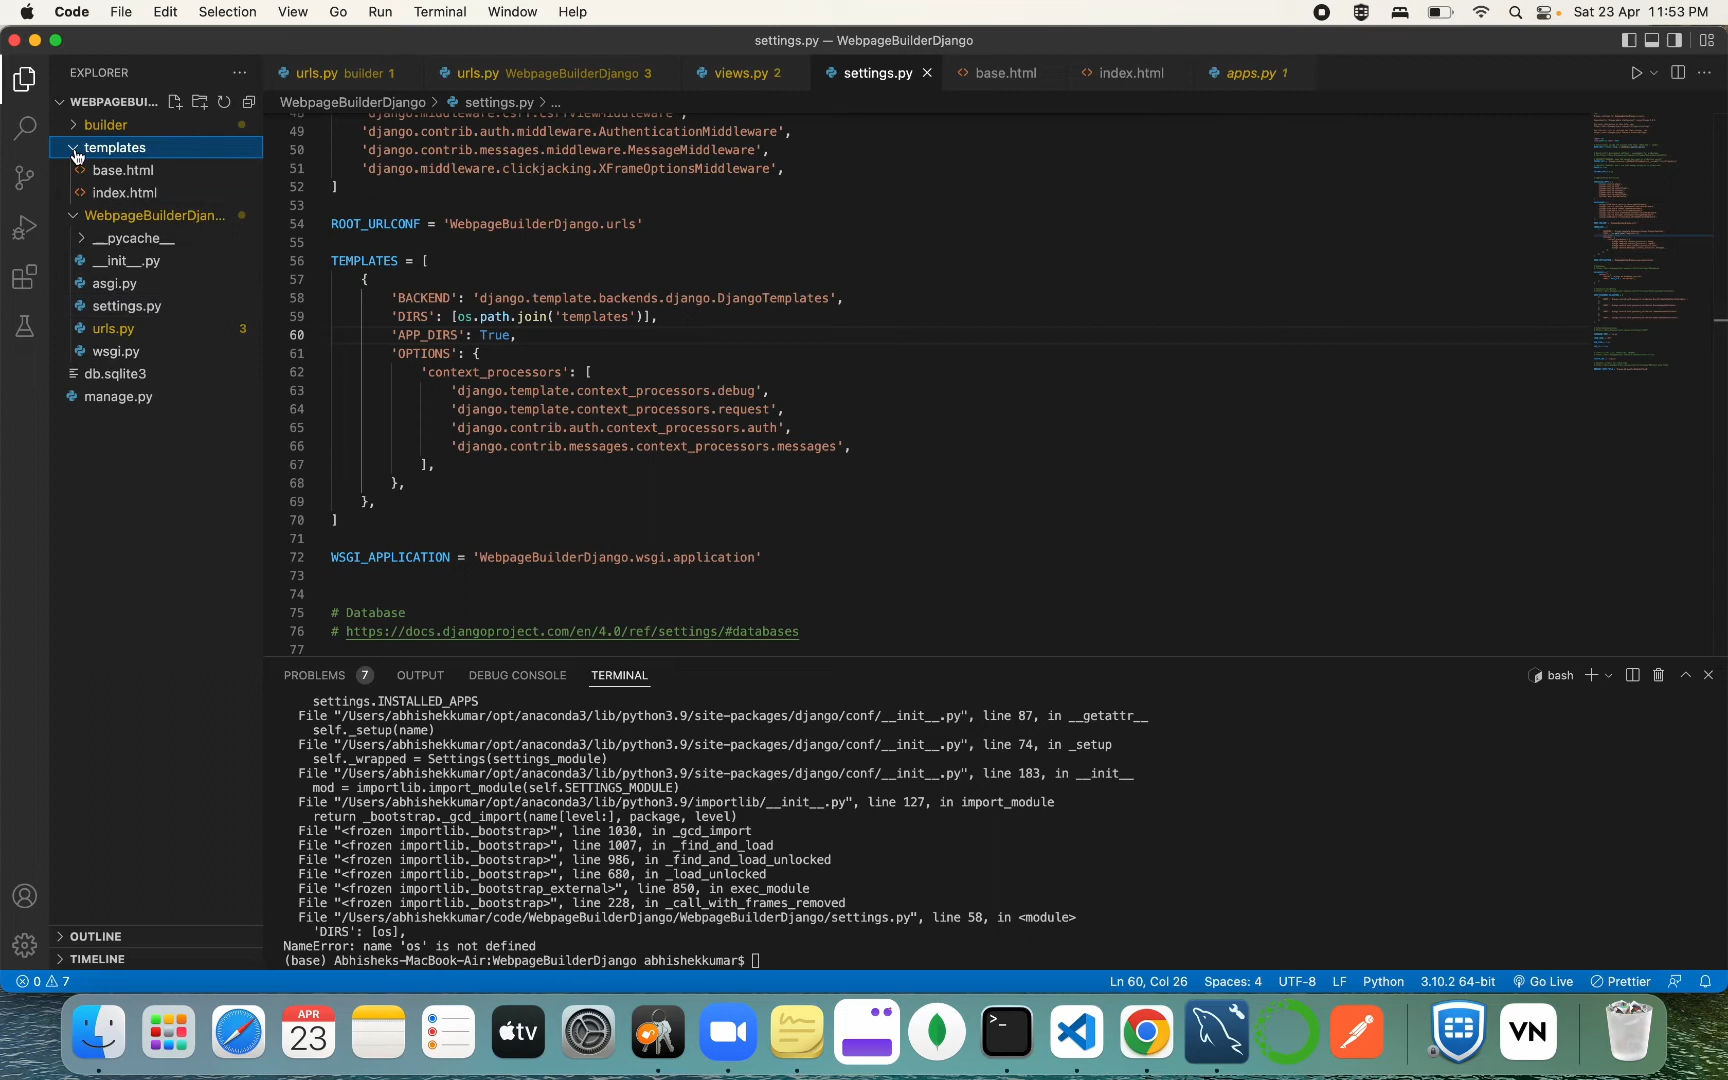 Code File Edit Selection View Go Run Terminal Window Help Sat 23 Apr 11:53 PM
settings.py — WebpageBuilderDjango
EXPLORER
urls.py builder 1
urls.py WebpageBuilderDjango 3
views.py 2
settings.py
base.html
index.html
apps.py 1
WEBPAGEBUI...
builder
templates
base.html
index.html
WebpageBuilderDjan...
__pycache__
__init__.py
asgi.py
settings.py
urls.py 3
wsgi.py
db.sqlite3
manage.py
OUTLINE
TIMELINE
WebpageBuilderDjango > settings.py > ...
49 'django.contrib.auth.middleware.AuthenticationMiddleware',
50 'django.contrib.messages.middleware.MessageMiddleware',
51 'django.middleware.clickjacking.XFrameOptionsMiddleware',
52 ]
53
54 ROOT_URLCONF = 'WebpageBuilderDjango.urls'
55
56 TEMPLATES = [
57 {
58 'BACKEND': 'django.template.backends.django.DjangoTemplates',
59 'DIRS': [os.path.join('templates')],
60 'APP_DIRS': True,
61 'OPTIONS': {
62 'context_processors': [
63 'django.template.context_processors.debug',
64 'django.template.context_processors.request',
65 'django.contrib.auth.context_processors.auth',
66 'django.contrib.messages.context_processors.messages',
67 ],
68 },
69 },
70 ]
71
72 WSGI_APPLICATION = 'WebpageBuilderDjango.wsgi.application'
73
74
75 # Database
76 # https://docs.djangoproject.com/en/4.0/ref/settings/#databases
77
PROBLEMS 7 OUTPUT DEBUG CONSOLE TERMINAL bash
settings.INSTALLED_APPS
File "/Users/abhishekkumar/opt/anaconda3/lib/python3.9/site-packages/django/conf/__init__.py", line 87, in __getattr__
self._setup(name)
File "/Users/abhishekkumar/opt/anaconda3/lib/python3.9/site-packages/django/conf/__init__.py", line 74, in _setup
self._wrapped = Settings(settings_module)
File "/Users/abhishekkumar/opt/anaconda3/lib/python3.9/site-packages/django/conf/__init__.py", line 183, in __init__
mod = importlib.import_module(self.SETTINGS_MODULE)
File "/Users/abhishekkumar/opt/anaconda3/lib/python3.9/importlib/__init__.py", line 127, in import_module
return _bootstrap._gcd_import(name[level:], package, level)
File "<frozen importlib._bootstrap>", line 1030, in _gcd_import
File "<frozen importlib._bootstrap>", line 1007, in _find_and_load
File "<frozen importlib._bootstrap>", line 986, in _find_and_load_unlocked
File "<frozen importlib._bootstrap>", line 680, in _load_unlocked
File "<frozen importlib._bootstrap_external>", line 850, in exec_module
File "<frozen importlib._bootstrap>", line 228, in _call_with_frames_removed
File "/Users/abhishekkumar/code/WebpageBuilderDjango/WebpageBuilderDjango/settings.py", line 58, in <module>
'DIRS': [os],
NameError: name 'os' is not defined
(base) Abhisheks-MacBook-Air:WebpageBuilderDjango abhishekkumar$
0 7 Ln 60, Col 26 Spaces: 4 UTF-8 LF Python 3.10.2 64-bit Go Live Prettier
APR
23
tv
>_
VN